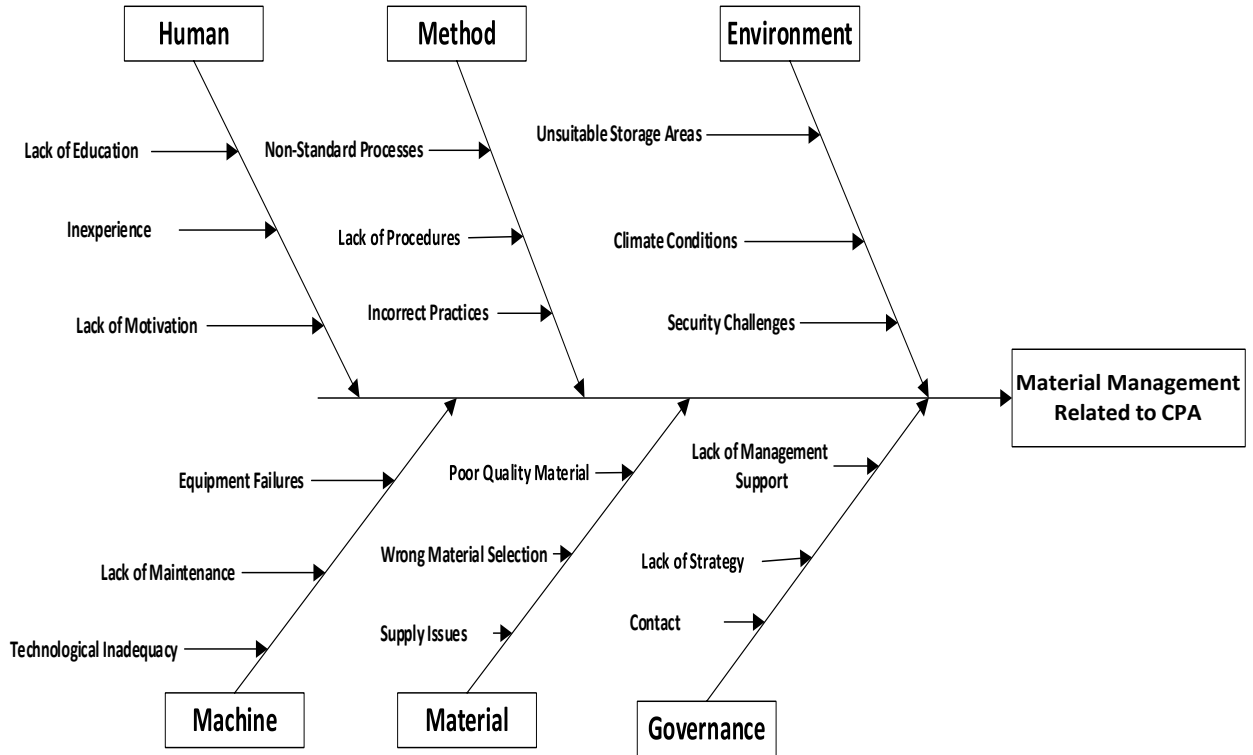 Human
Method
Environment
Lack of Education
Non-Standard Processes
Unsuitable Storage Areas
Inexperience
Lack of Procedures
Climate Conditions
Lack of Motivation
Incorrect Practices
Security Challenges
Material Management
Related to CPA
Equipment Failures
Poor Quality Material
Lack of Management
Support
Lack of Maintenance
Wrong Material Selection
Lack of Strategy
Technological Inadequacy
Supply Issues
Contact
Machine
Material
Governance